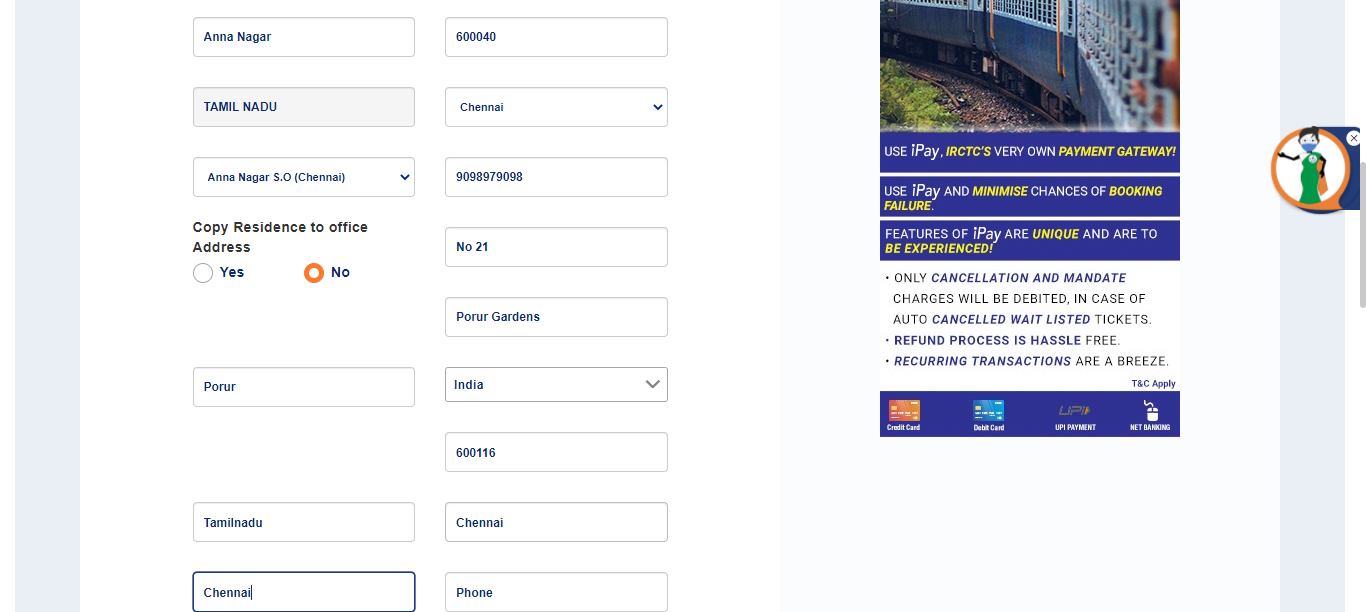 Anna Nagar
600040
TAMIL NADU
Chennai
Anna Nagar S.O (Chennai)
9098979098
Copy Residence to office
Address
Yes
No
No 21
Porur Gardens
Porur
India
600116
Tamilnadu
Chennai
Chennai
Phone
USE iPay, IRCTC'S VERY OWN PAYMENT GATEWAY!
USE iPay AND MINIMISE CHANCES OF BOOKING
FAILURE.
FEATURES OF iPay ARE UNIQUE AND ARE TO
BE EXPERIENCED!
• ONLY CANCELLATION AND MANDATE
CHARGES WILL BE DEBITED, IN CASE OF
AUTO CANCELLED WAIT LISTED TICKETS.
• REFUND PROCESS IS HASSLE FREE.
• RECURRING TRANSACTIONS ARE A BREEZE.
T&C Apply
UPI
Credit Card
Debit Card
UPI PAYMENT
NET BANKING